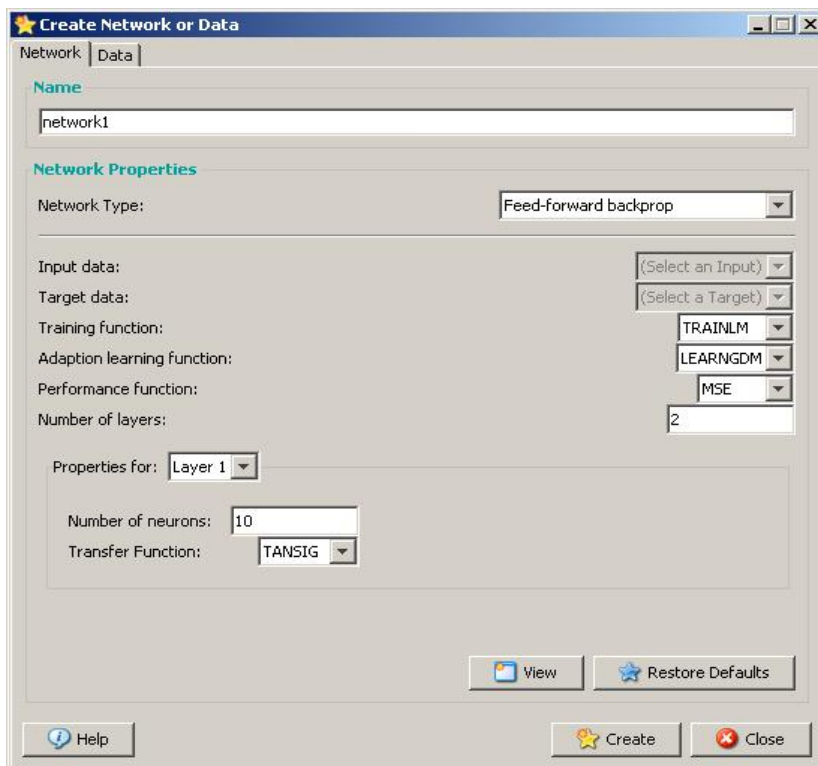 Create Network or Data
Network Data
Name
network1
Network Properties
Network Type: Feed-forward backprop
Input data: (Select an Input)
Target data: (Select a Target)
Training function: TRAINLM
Adaption learning function: LEARNGDM
Performance function: MSE
Number of layers: 2
Properties for: Layer 1
Number of neurons: 10
Transfer Function: TANSIG
View Restore Defaults
Help Create Close